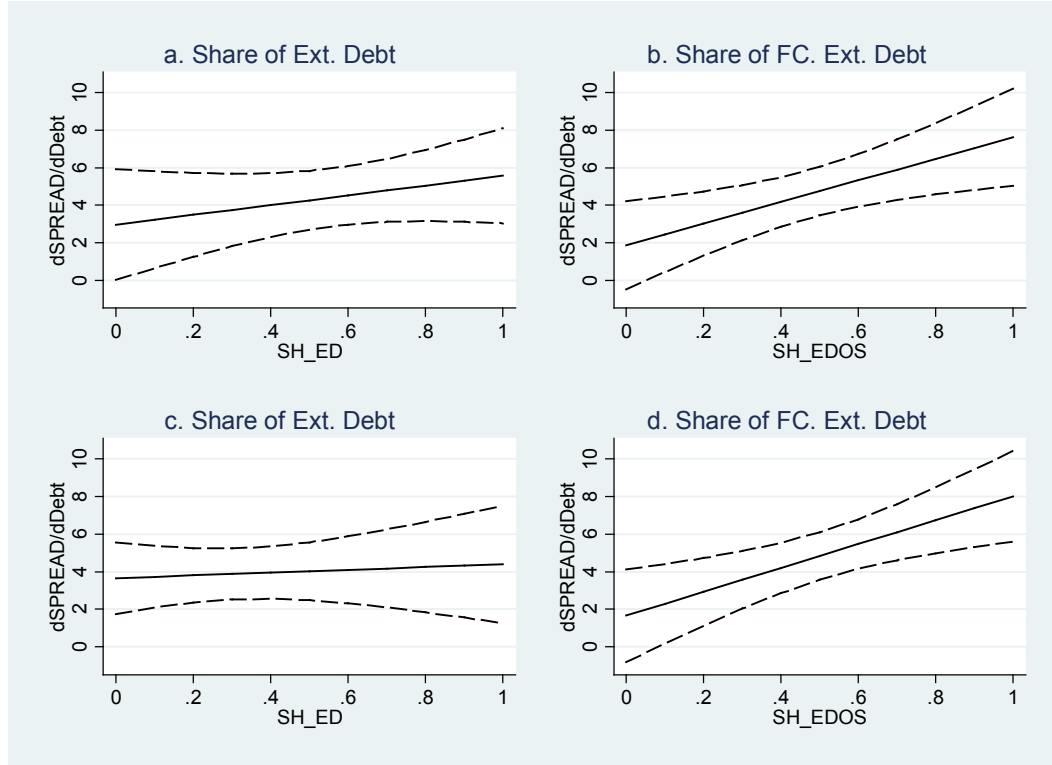 a. Share of Ext. Debt
dSPREAD/dDebt
10
8
6
4
2
0
0 .2 .4 .6 .8 1
SH_ED
b. Share of FC. Ext. Debt
dSPREAD/dDebt
10
8
6
4
2
0
0 .2 .4 .6 .8 1
SH_EDOS
c. Share of Ext. Debt
dSPREAD/dDebt
10
8
6
4
2
0
0 .2 .4 .6 .8 1
SH_ED
d. Share of FC. Ext. Debt
dSPREAD/dDebt
10
8
6
4
2
0
0 .2 .4 .6 .8 1
SH_EDOS